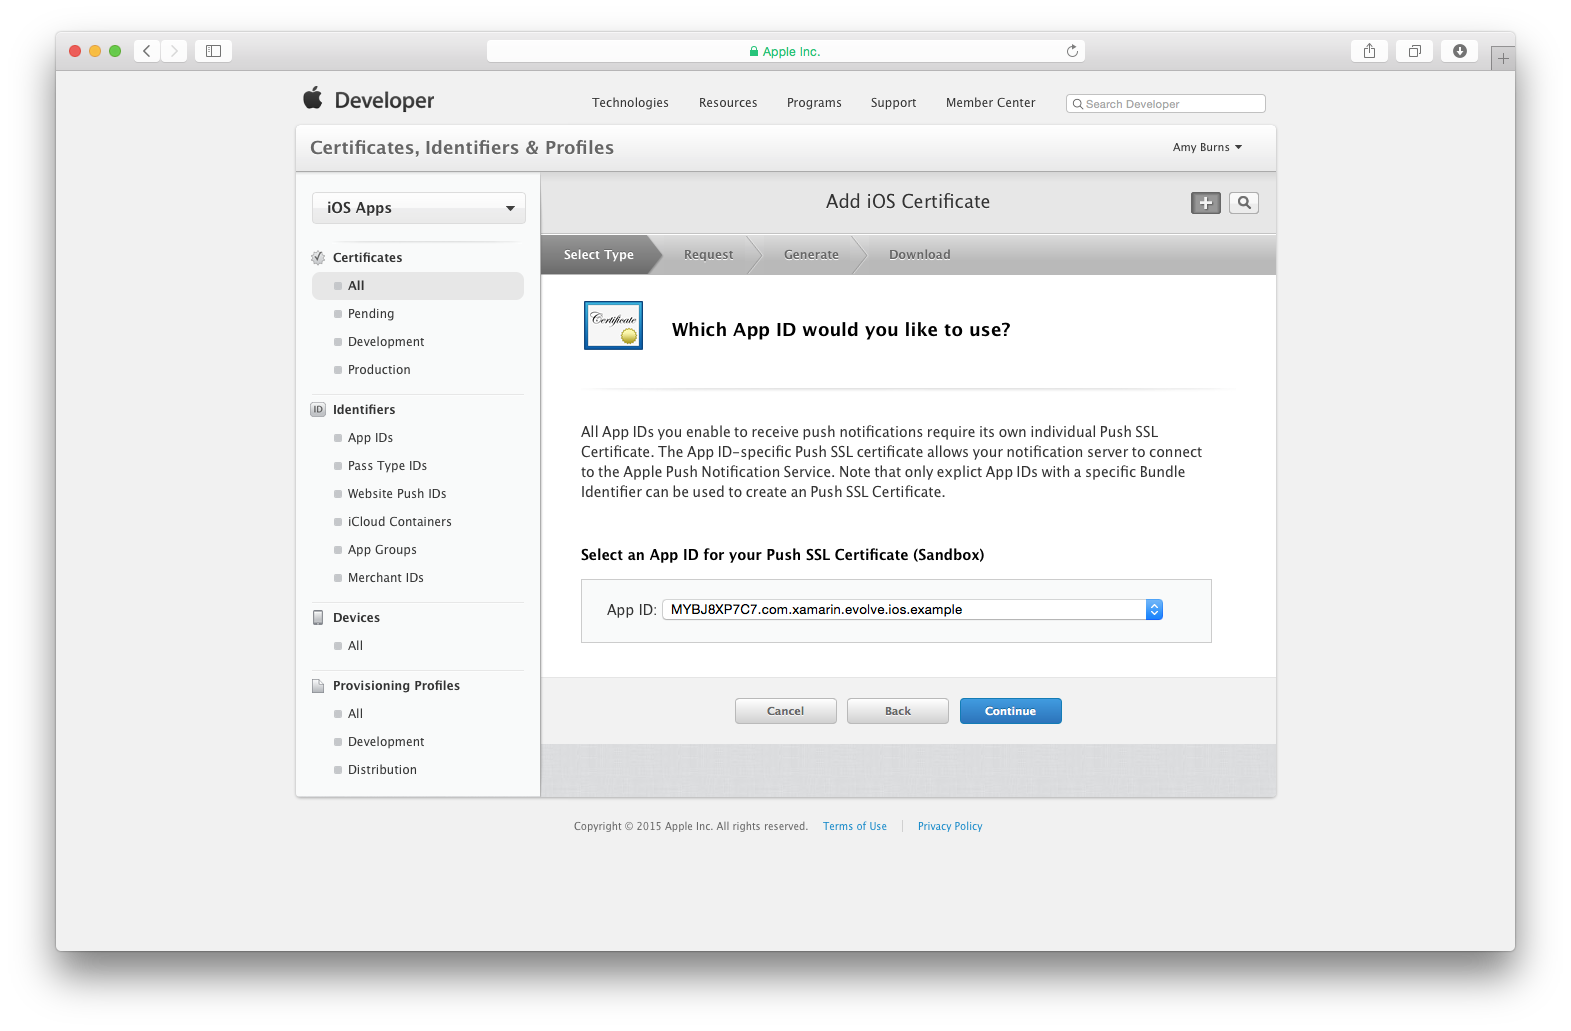 Apple Inc.
Developer
Technologies
Resources
Programs
Support
Member Center
Search Developer
Certificates, Identifiers & Profiles
Amy Burns
iOS Apps
Certificates
All
Pending
Development
Production
ID
Identifiers
App IDs
Pass Type IDs
Website Push IDs
iCloud Containers
App Groups
Merchant IDs
Devices
All
Provisioning Profiles
All
Development
Distribution
Add iOS Certificate
Select Type
Request
Generate
Download
Certificate
Which App ID would you like to use?
All App IDs you enable to receive push notifications require its own individual Push SSL
Certificate. The App ID-specific Push SSL certificate allows your notification server to connect
to the Apple Push Notification Service. Note that only explict App IDs with a specific Bundle
Identifier can be used to create an Push SSL Certificate.
Select an App ID for your Push SSL Certificate (Sandbox)
App ID: MYBJ8XP7C7.com.xamarin.evolve.ios.example
Cancel
Back
Continue
Copyright © 2015 Apple Inc. All rights reserved. Terms of Use Privacy Policy